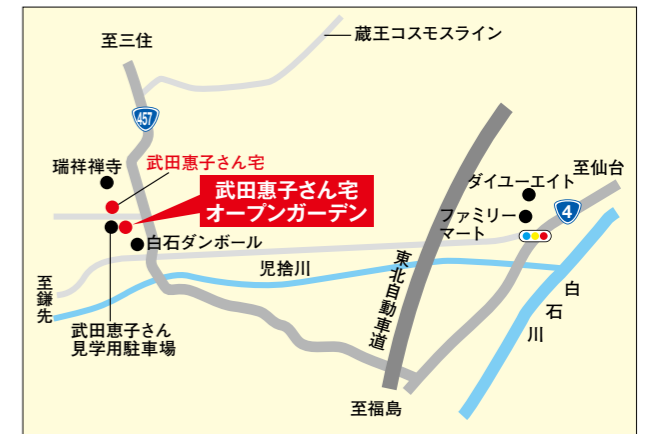 至三住
蔵王コスモスライン
457
瑞祥禅寺
武田惠子さん宅
武田惠子さん宅
オープンガーデン
白石ダンボール
児捨川
至鎌先
武田惠子さん
見学用駐車場
東北自動車道
至福島
至仙台
ダイユーエイト
ファミリー
マート
4
白石川